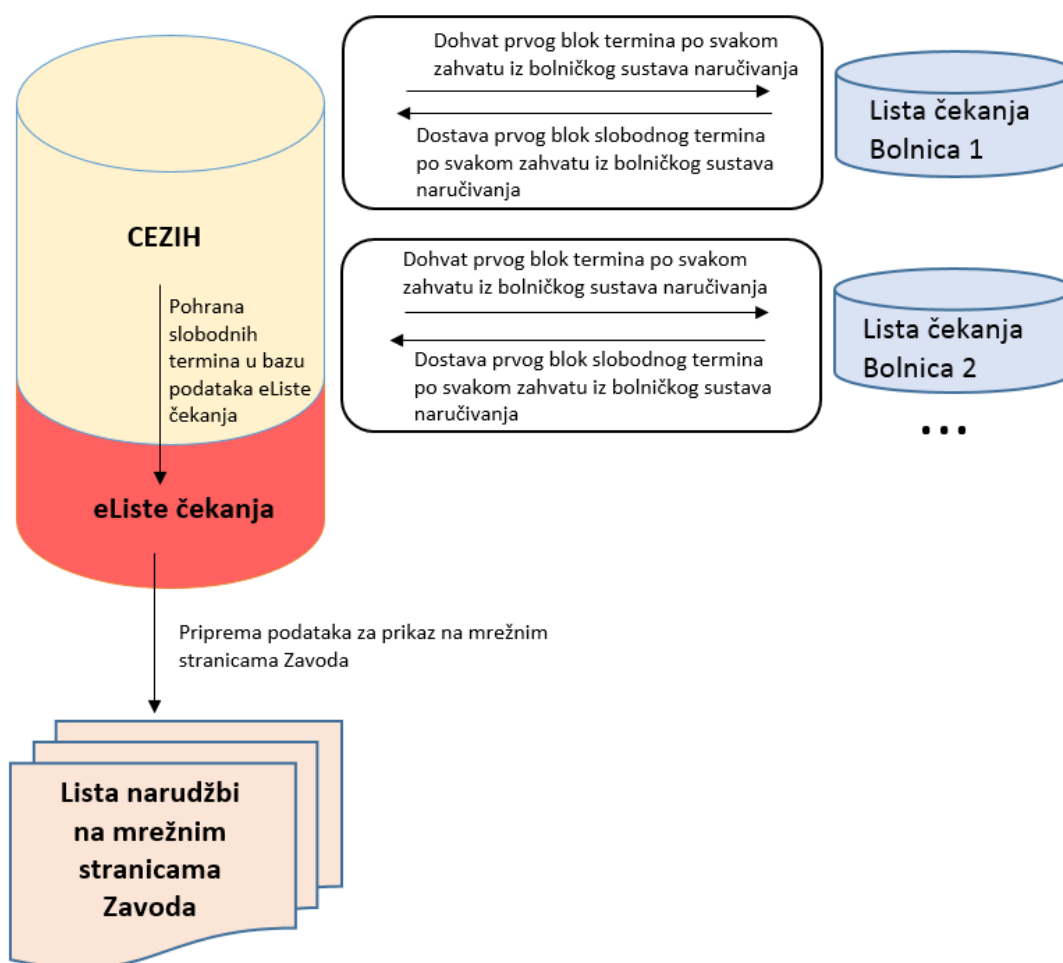 Dohvat prvog blok termina po svakom
zahvatu iz bolničkog sustava naručivanja
Dostava prvog blok slobodnog termina
po svakom zahvatu iz bolničkog sustava
naručivanja
Lista čekanja
Bolnica 1
CEZIH
Pohrana
slobodnih
termina u bazu
podataka eListe
čekanja
Dohvat prvog blok termina po svakom
zahvatu iz bolničkog sustava naručivanja
Dostava prvog blok slobodnog termina
po svakom zahvatu iz bolničkog sustava
naručivanja
Lista čekanja
Bolnica 2
...
eListe čekanja
Priprema podataka za prikaz na mrežnim
stranicama Zavoda
Lista narudžbi
na mrežnim
stranicama
Zavoda